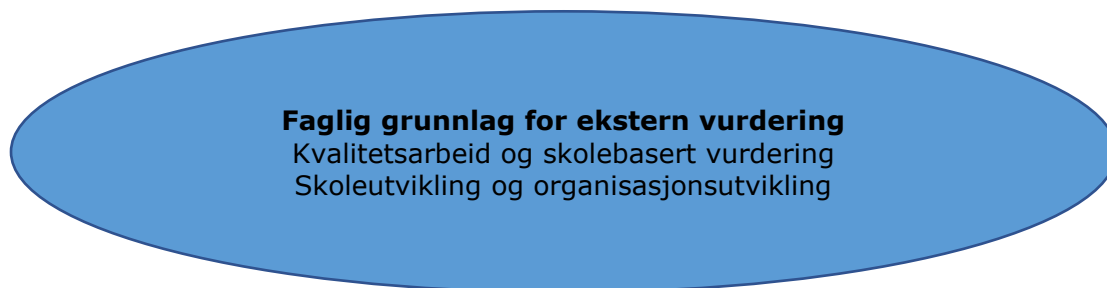 Faglig grunnlag for ekstern vurdering
Kvalitetsarbeid og skolebasert vurdering
Skoleutvikling og organisasjonsutvikling